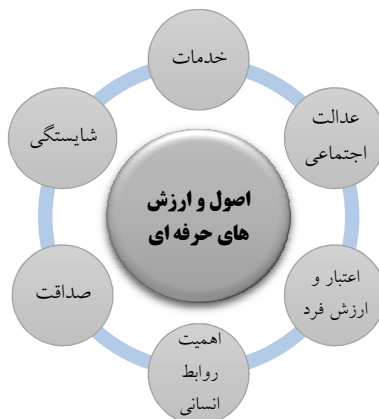 خدمات
عدالت
اجتماعی
اعتبار و
ارزش فرد
اهمیت
روابط
انسانی
صداقت
شایستگی
اصول و ارزش
های حرفه ای